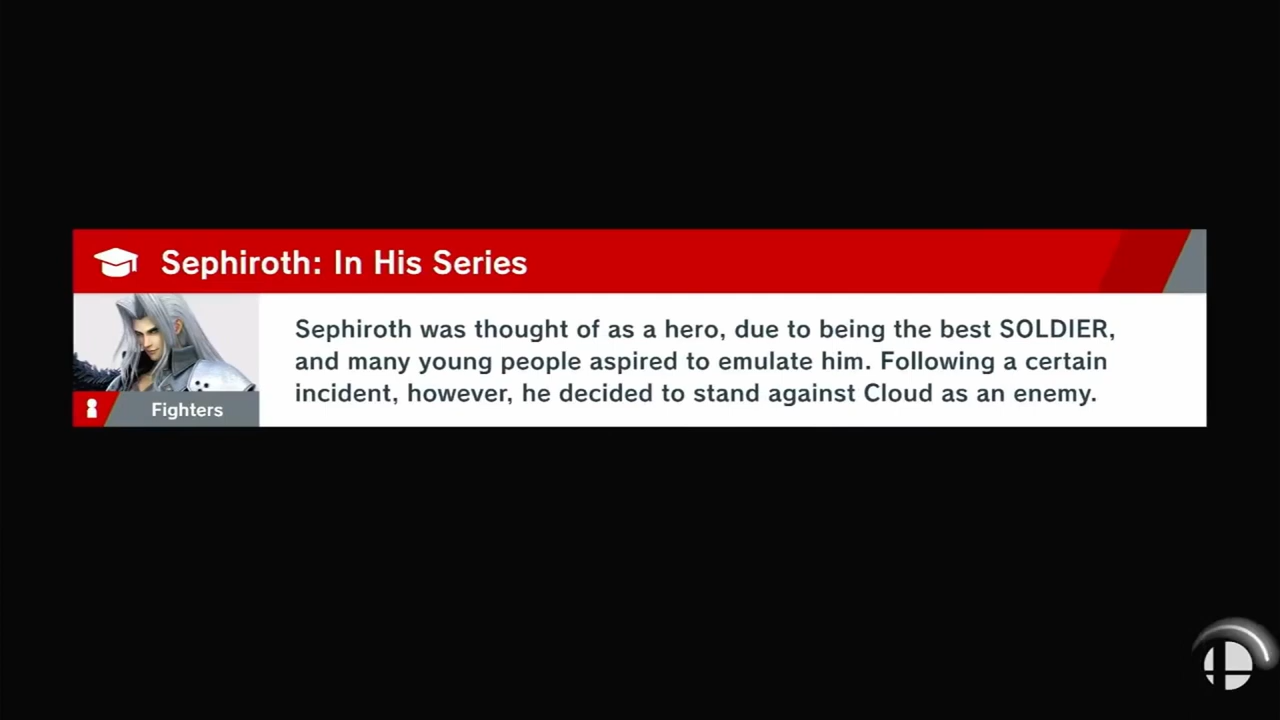 Sephiroth: In His Series
Sephiroth was thought of as a hero, due to being the best SOLDIER,
and many young people aspired to emulate him. Following a certain
incident, however, he decided to stand against Cloud as an enemy.
Fighters